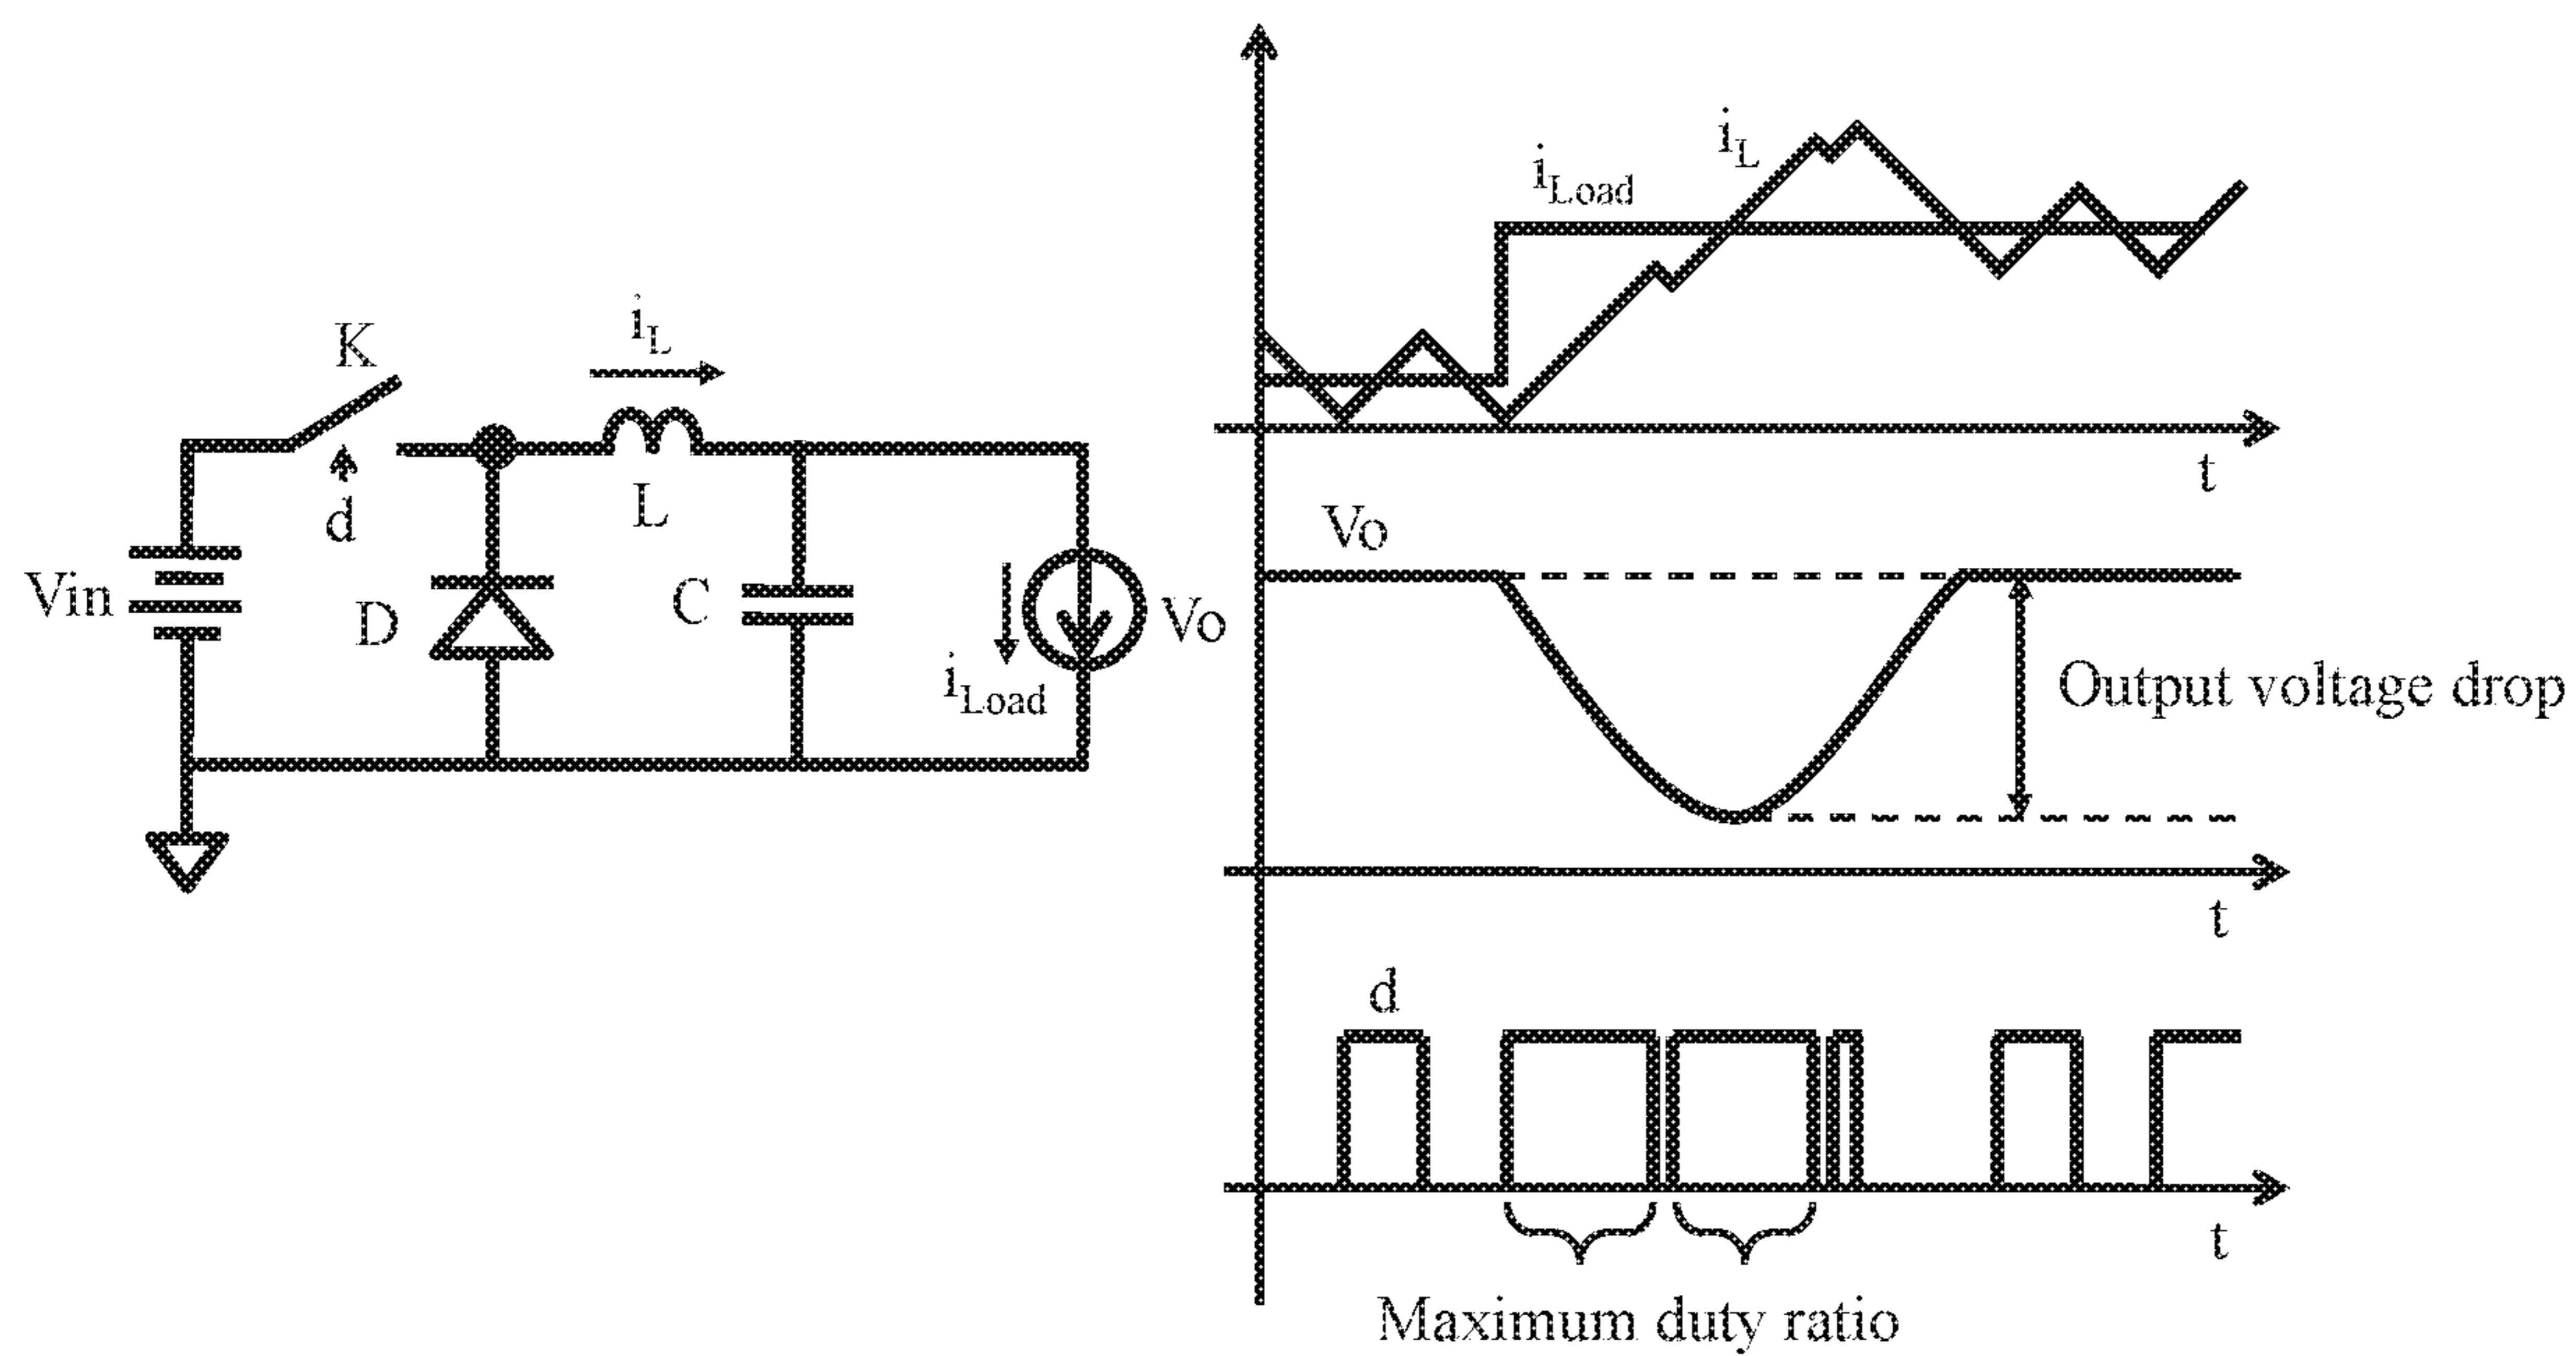 K
d
iL
L
Vin
D
C
iLoad
Vo
iLoad
iL
t
Vo
Output voltage drop
t
d
t
Maximum duty ratio